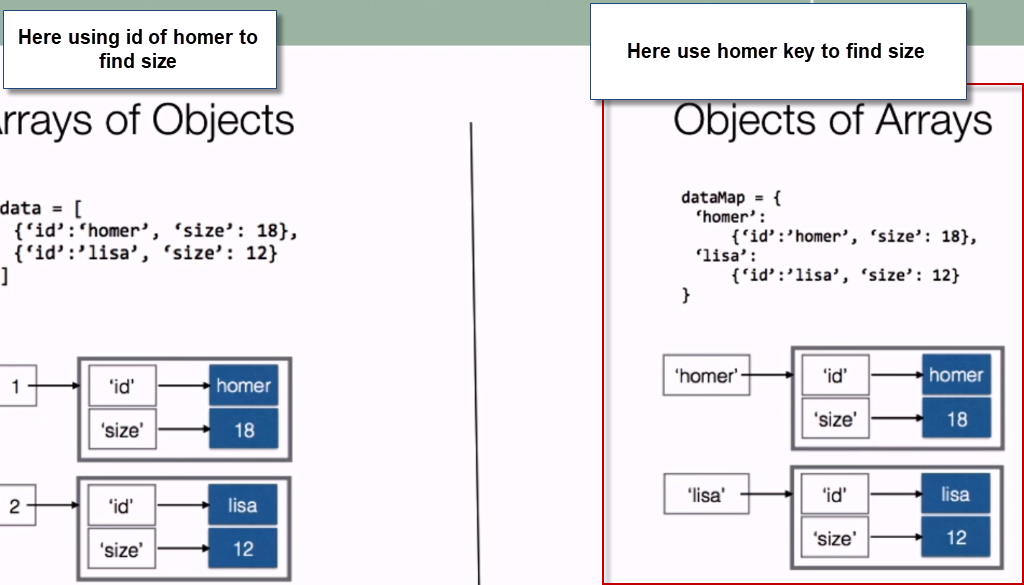 Here using id of homer to
find size
Here use homer key to find size
rrays of Objects
data = [
{‘id’:‘homer’, ‘size’: 18},
{‘id’:’lisa’, ‘size’: 12}
]
1
‘id’
homer
‘size’
18
2
‘id’
lisa
‘size’
12
Objects of Arrays
dataMap = {
‘homer’:
{‘id’:’homer’, ‘size’: 18},
‘lisa’:
{‘id’:’lisa’, ‘size’: 12}
}
‘homer’
‘id’
homer
‘size’
18
‘lisa’
‘id’
lisa
‘size’
12